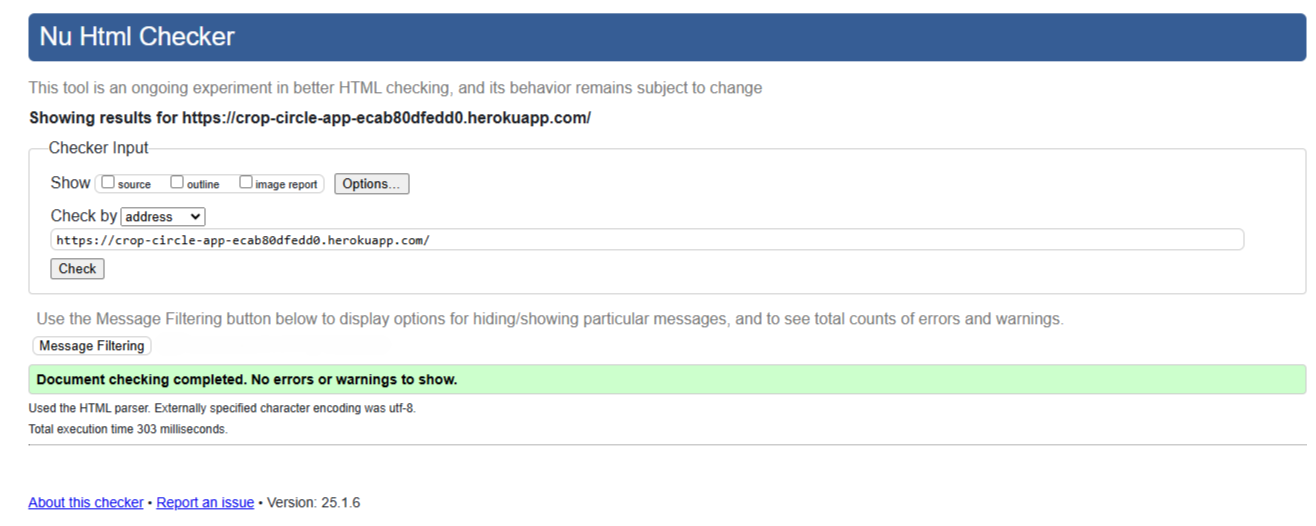 Nu Html Checker
This tool is an ongoing experiment in better HTML checking, and its behavior remains subject to change
Showing results for https://crop-circle-app-ecab80dfedd0.herokuapp.com/
Checker Input
Show source outline image report Options...
Check by address
https://crop-circle-app-ecab80dfedd0.herokuapp.com/
Check
Use the Message Filtering button below to display options for hiding/showing particular messages, and to see total counts of errors and warnings.
Message Filtering
Document checking completed. No errors or warnings to show.
Used the HTML parser. Externally specified character encoding was utf-8.
Total execution time 303 milliseconds.
About this checker • Report an issue • Version: 25.1.6